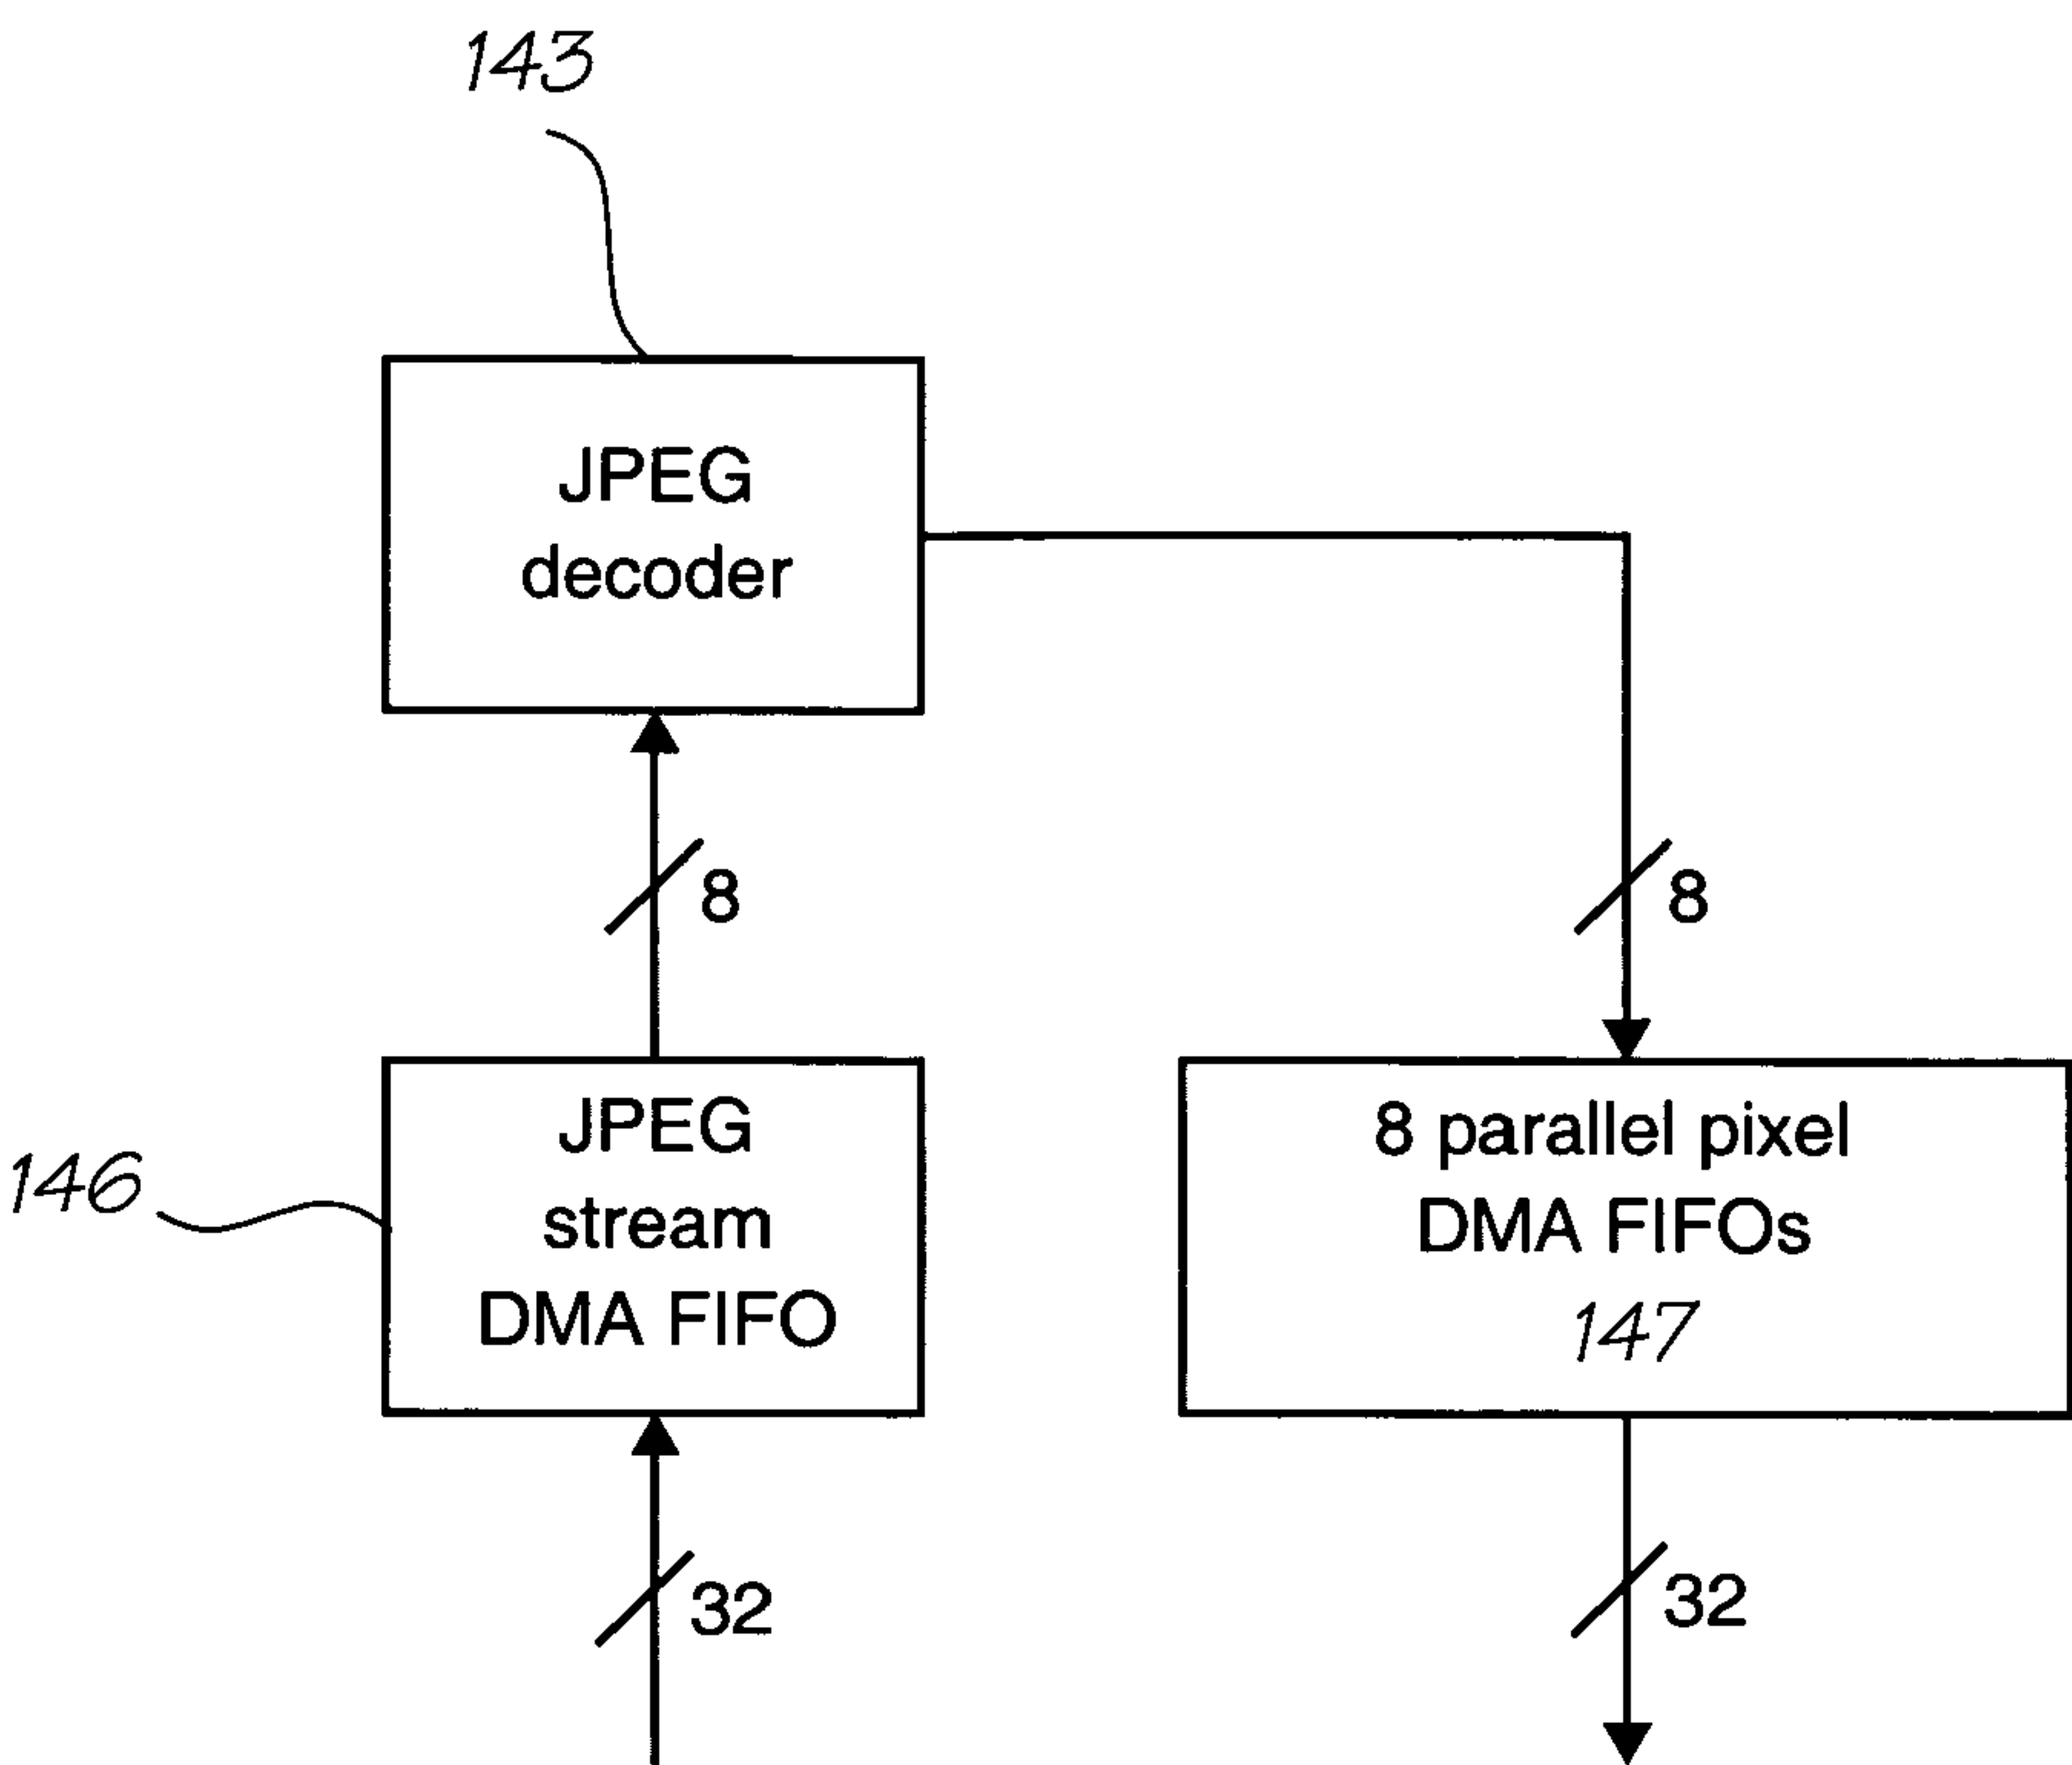 143
JPEG
decoder
8
8
146
JPEG
stream
DMA FIFO
8 parallel pixel
DMA FIFOs
147
32
32